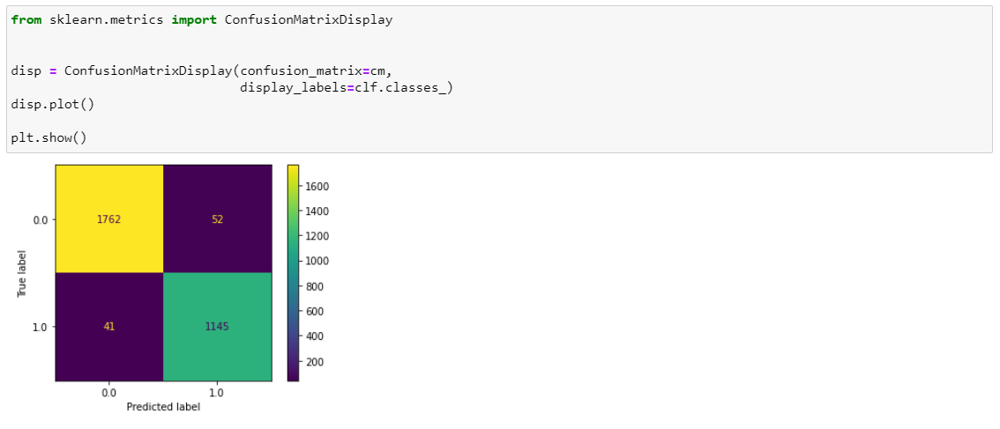 from sklearn.metrics import ConfusionMatrixDisplay
disp = ConfusionMatrixDisplay(confusion_matrix=cm,
display_labels=clf.classes_)
disp.plot()
plt.show()
1600
1400
1200
1000
800
600
400
200
0.0
1762
52
True label
1.0
41
1145
0.0
1.0
Predicted label